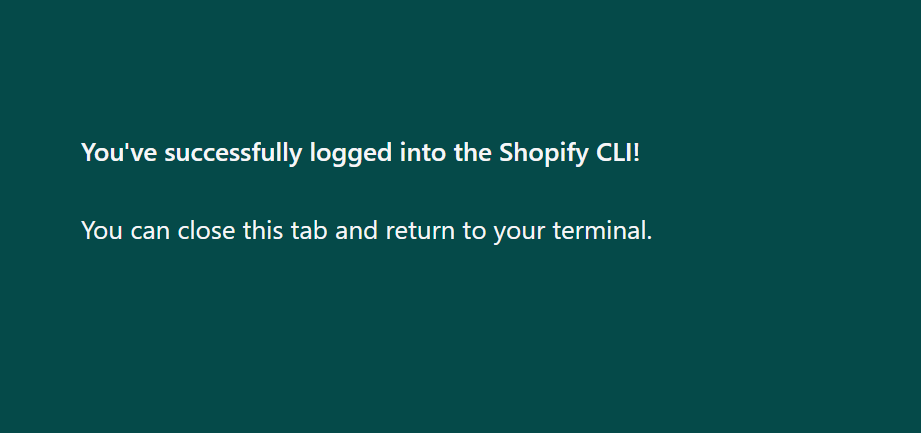 You've successfully logged into the Shopify CLI!
You can close this tab and return to your terminal.